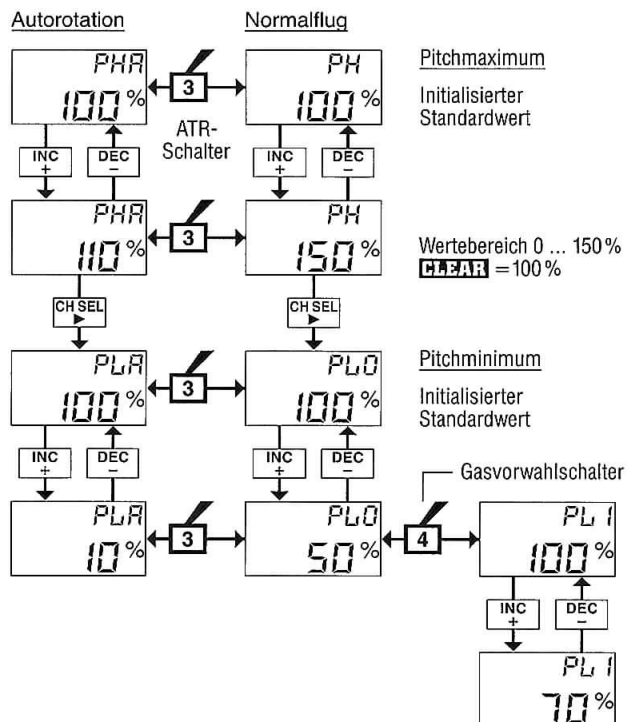 Autorotation Normalflug
PHA 3 PH Pitchmaximum
100% 100% Initialisierter
ATR- Standardwert
Schalter
INC + DEC − INC + DEC −
PHA 3 PH
110% 150% Wertebereich 0 ... 150 %
CLEAR = 100 %
CH SEL ► CH SEL ►
PLA 3 PLO Pitchminimum
100% 100% Initialisierter
Standardwert
INC + DEC − INC + DEC −
Gasvorwahlschalter
PLA 3 PLO 4 PL1
10% 50% 100%
INC + DEC −
PL1
70%